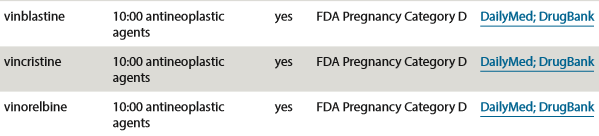 vinblastine 10:00 antineoplastic yes FDA Pregnancy Category D DailyMed; DrugBank
agents
vincristine 10:00 antineoplastic yes FDA Pregnancy Category D DailyMed; DrugBank
agents
vinorelbine 10:00 antineoplastic yes FDA Pregnancy Category D DailyMed; DrugBank
agents